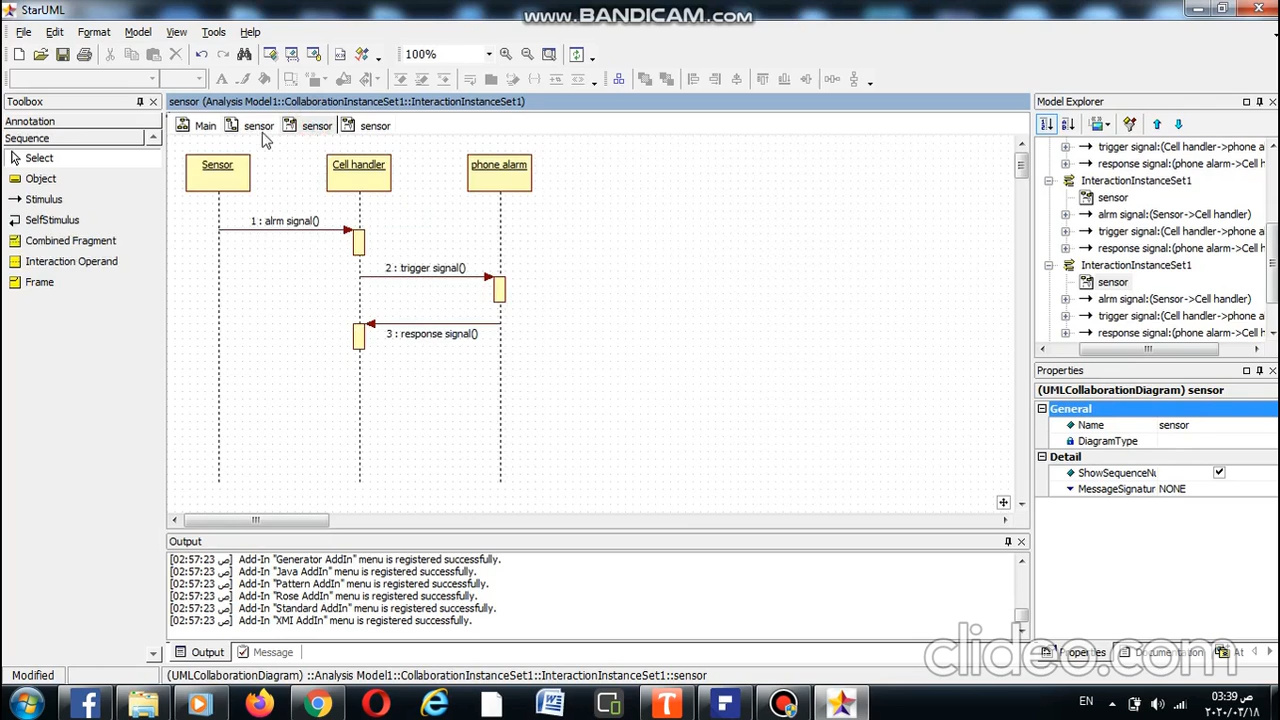 StarUML
WWW.BANDICAM.COM
File Edit Format Model View Tools Help
100%
Toolbox
Annotation
Sequence
Select
Object
Stimulus
SelfStimulus
Combined Fragment
Interaction Operand
Frame
sensor (Analysis Model1::CollaborationInstanceSet1::InteractionInstanceSet1)
Main sensor sensor sensor
Sensor Cell handler phone alarm
1 : alrm signal()
2 : trigger signal()
3 : response signal()
Model Explorer
trigger signal:(Cell handler->phone a
response signal:(phone alarm->Cell h
InteractionInstanceSet1
sensor
alrm signal:(Sensor->Cell handler)
trigger signal:(Cell handler->phone a
response signal:(phone alarm->Cell h
InteractionInstanceSet1
sensor
alrm signal:(Sensor->Cell handler)
trigger signal:(Cell handler->phone a
response signal:(phone alarm->Cell h
Properties
(UMLCollaborationDiagram) sensor
General
Name sensor
DiagramType
Detail
ShowSequenceNu
MessageSignatur NONE
Output
[02:57:23 ص] Add-In "Generator AddIn" menu is registered successfully.
[02:57:23 ص] Add-In "Java AddIn" menu is registered successfully.
[02:57:23 ص] Add-In "Pattern AddIn" menu is registered successfully.
[02:57:23 ص] Add-In "Rose AddIn" menu is registered successfully.
[02:57:23 ص] Add-In "Standard AddIn" menu is registered successfully.
[02:57:23 ص] Add-In "XMI AddIn" menu is registered successfully.
Output Message
Properties Documentation At
clideo.com
Modified
(UMLCollaborationDiagram) ::Analysis Model1::CollaborationInstanceSet1::InteractionInstanceSet1::sensor
EN
03:39 ص
٢٠٢٠/٠٣/١٨